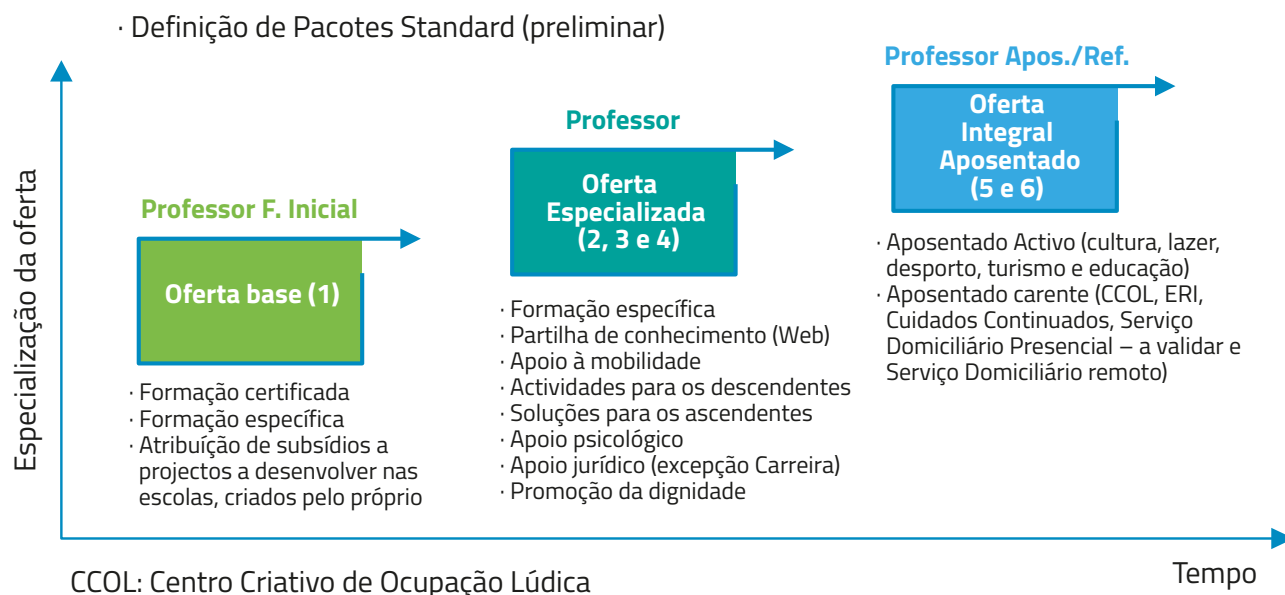 · Definição de Pacotes Standard (preliminar)
Especialização da oferta
Professor F. Inicial
Oferta base (1)
· Formação certificada
· Formação específica
· Atribuíção de subsídios a
projectos a desenvolver nas
escolas, criados pelo próprio
Professor
Oferta
Especializada
(2, 3 e 4)
· Formação específica
· Partilha de conhecimento (Web)
· Apoio à mobilidade
· Actividades para os descendentes
· Soluções para os ascendentes
· Apoio psicológico
· Apoio jurídico (excepção Carreira)
· Promoção da dignidade
Professor Apos./Ref.
Oferta
Integral
Aposentado
(5 e 6)
· Aposentado Activo (cultura, lazer,
desporto, turismo e educação)
· Aposentado carente (CCOL, ERI,
Cuidados Continuados, Serviço
Domiciliário Presencial – a validar e
Serviço Domiciliário remoto)
Tempo
CCOL: Centro Criativo de Ocupação Lúdica